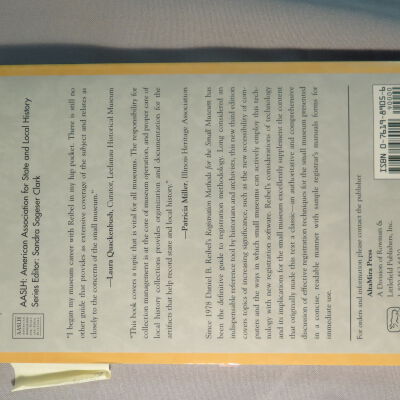 AASLH
AASLH: American Association for State and Local History
Series Editor: Sandra Sageser Clark
"I began my museum career with Reibel in my hip pocket. There is still no
other guide that provides as extensive coverage of the subject and relates as
closely to the concerns of the small museum."
—Laura Quackenbush, Curator, Leelanau Historical Museum
"This book covers a topic that is vital for all museums. The responsibility for
collection management is at the core of museum operation, and proper care of
local history collections provides organization and documentation for the
artifacts that help record state and local history."
—Patricia Miller, Illinois Heritage Association
Since 1978 Daniel B. Reibel's Registration Methods for the Small Museum has
been the definitive guide to registration methodology. Long considered an
indispensable reference tool by historians and archivists, this new third edition
covers topics of increasing significance, such as the new accessibility of com-
puters and the ways in which small museums can actively employ this tech-
nology with new registration software. Reibel's considerations of technology
and its implications for the small museum excellently supplement the content
that originally made this text a classic—an authoritative and comprehensive
discussion of effective registration techniques for the small museum presented
in a concise, readable manner with sample registrar's manuals forms for
immediate use.
For orders and information please contact the publisher
AltaMira Press
A Division of Rowman &
Littlefield Publishers, Inc.
ISBN 0-7619-8905-6
90000